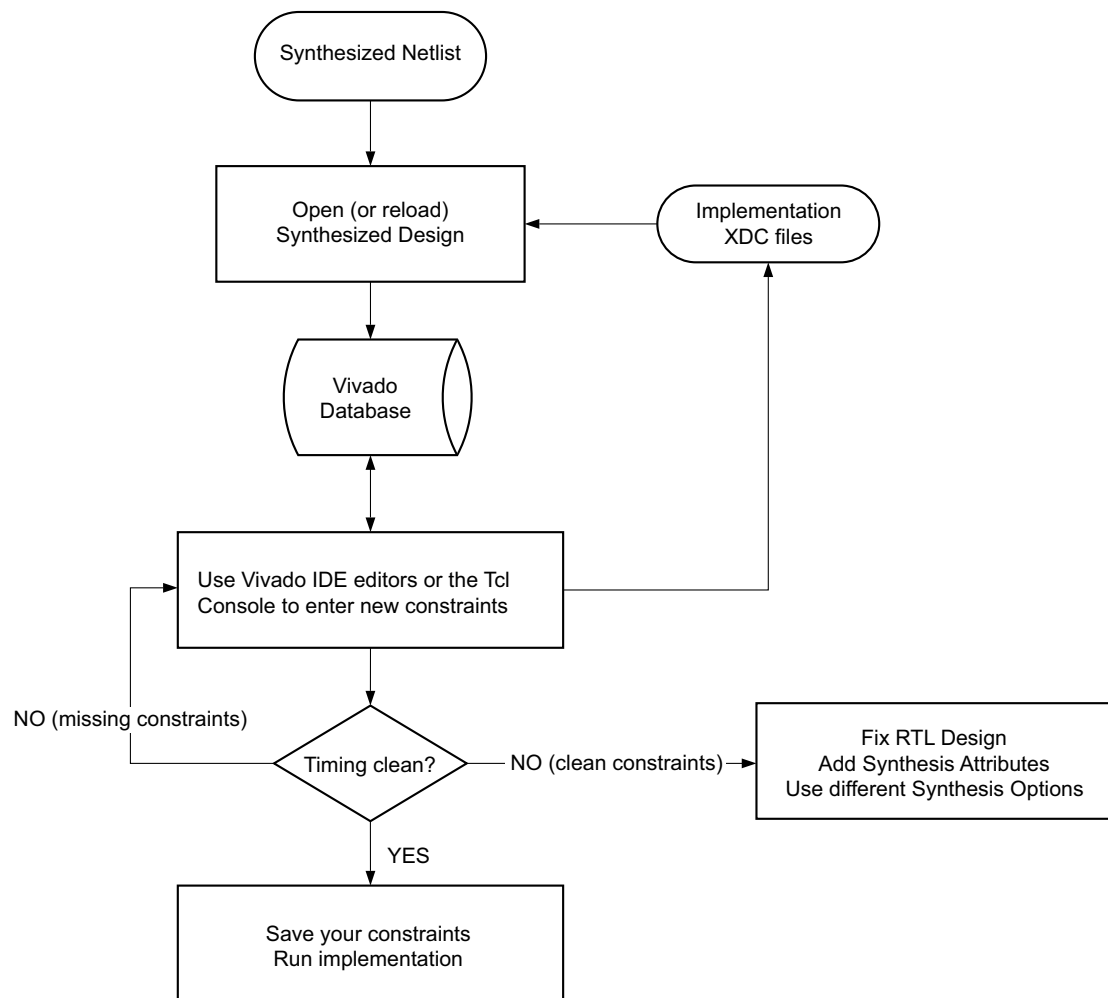 Synthesized Netlist
Open (or reload)
Synthesized Design
Implementation
XDC files
Vivado
Database
Use Vivado IDE editors or the Tcl
Console to enter new constraints
NO (missing constraints)
Timing clean?
NO (clean constraints)
Fix RTL Design
Add Synthesis Attributes
Use different Synthesis Options
YES
Save your constraints
Run implementation